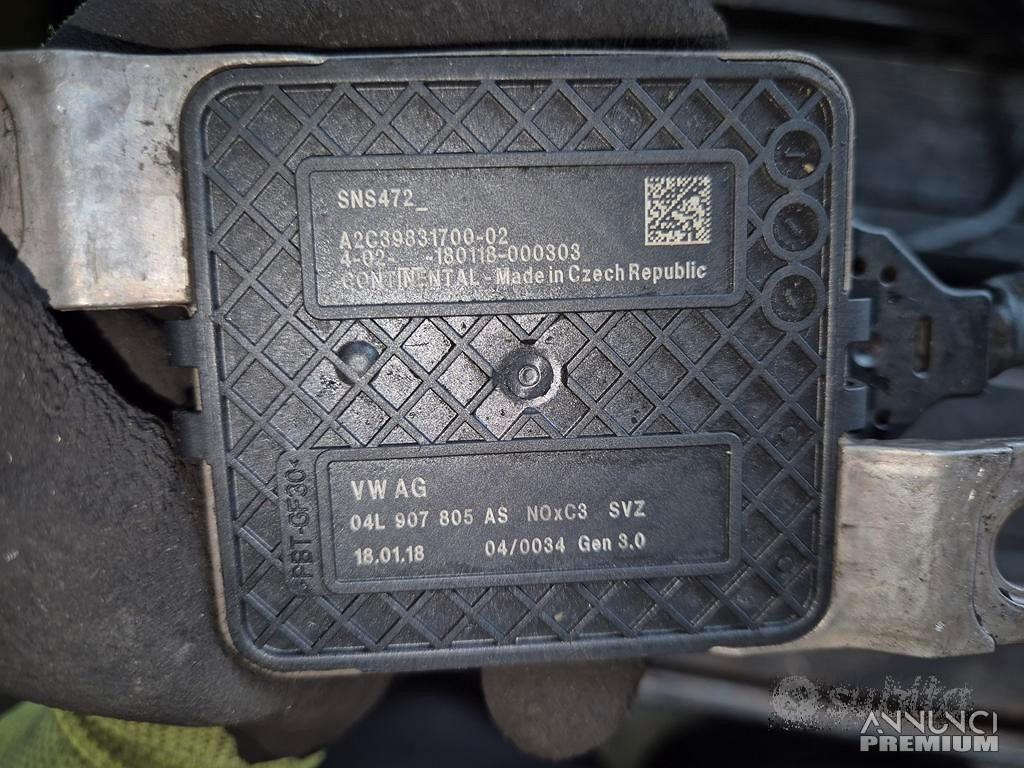 SNS472_
A2C39831700-02
4-02 -180118-000303
CONTINENTAL - Made in Czech Republic
VW AG
04L 907 805 AS NOxC3 SVZ
18.01.18 04/0034 Gen 3.0
>PBT-GF30<
subito
ANNUNCI
PREMIUM